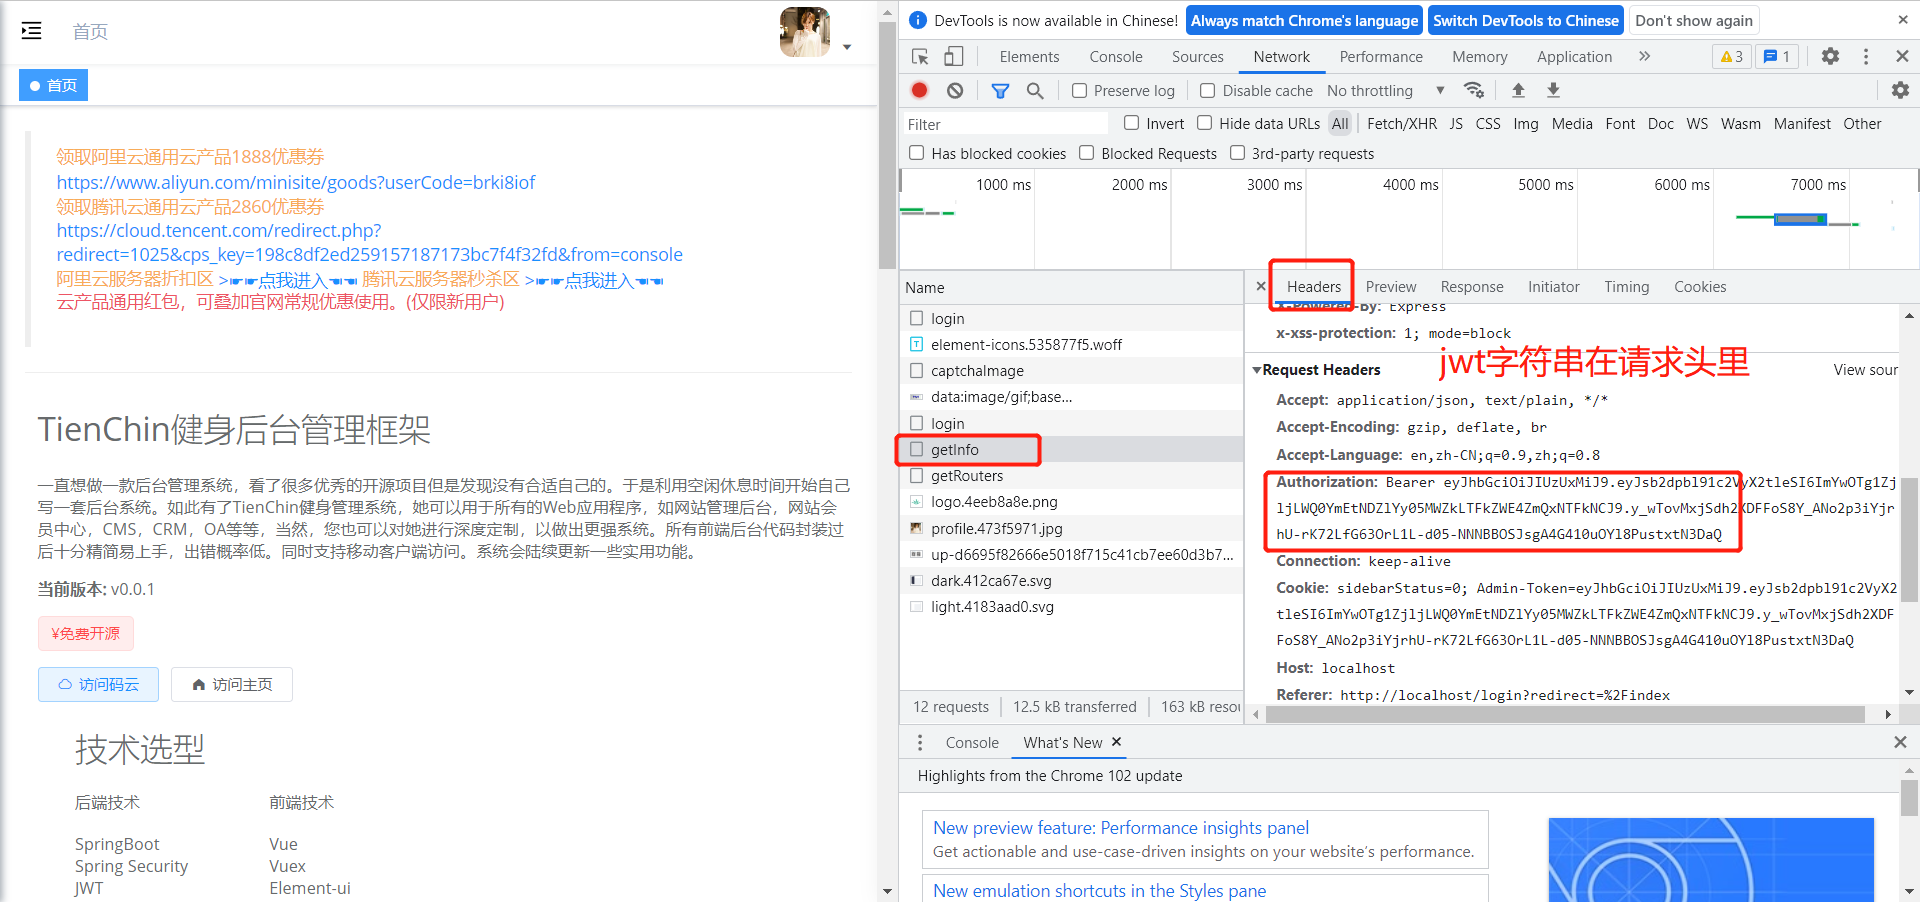 首页
首页
领取阿里云通用云产品1888优惠券
https://www.aliyun.com/minisite/goods?userCode=brki8iof
领取腾讯云通用云产品2860优惠券
https://cloud.tencent.com/redirect.php?
redirect=1025&cps_key=198c8df2ed259157187173bc7f4f32fd&from=console
阿里云服务器折扣区 >☛☛点我进入☚☚ 腾讯云服务器秒杀区 >☛☛点我进入☚☚
云产品通用红包，可叠加官网常规优惠使用。(仅限新用户)
TienChin健身后台管理框架
一直想做一款后台管理系统，看了很多优秀的开源项目但是发现没有合适自己的。于是利用空闲休息时间开始自己
写一套后台系统。如此有了TienChin健身管理系统，她可以用于所有的Web应用程序，如网站管理后台，网站会
员中心，CMS，CRM，OA等等，当然，您也可以对她进行深度定制，以做出更强系统。所有前端后台代码封装过
后十分精简易上手，出错概率低。同时支持移动客户端访问。系统会陆续更新一些实用功能。
当前版本: v0.0.1
¥免费开源
访问码云 访问主页
技术选型
后端技术 前端技术
SpringBoot Vue
Spring Security Vuex
JWT Element-ui
DevTools is now available in Chinese! Always match Chrome's language Switch DevTools to Chinese Don't show again
Elements Console Sources Network Performance Memory Application 3 1
Preserve log Disable cache No throttling
Filter Invert Hide data URLs All Fetch/XHR JS CSS Img Media Font Doc WS Wasm Manifest Other
Has blocked cookies Blocked Requests 3rd-party requests
1000 ms 2000 ms 3000 ms 4000 ms 5000 ms 6000 ms 7000 ms
Name
login
element-icons.535877f5.woff
captchaImage
data:image/gif;base...
login
getInfo
getRouters
logo.4eeb8a8e.png
profile.473f5971.jpg
up-d6695f82666e5018f715c41cb7ee60d3b7...
dark.412ca67e.svg
light.4183aad0.svg
12 requests 12.5 kB transferred 163 kB resou
Headers Preview Response Initiator Timing Cookies
X-Powered-By: Express
x-xss-protection: 1; mode=block
jwt字符串在请求头里
Request Headers View sour
Accept: application/json, text/plain, */*
Accept-Encoding: gzip, deflate, br
Accept-Language: en,zh-CN;q=0.9,zh;q=0.8
Authorization: Bearer eyJhbGciOiJIUzUxMiJ9.eyJsb2dpbl91c2VyX2tleSI6ImYwOTg1Zj
ljLWQ0YmEtNDZlYy05MWZkLTFkZWE4ZmQxNTFkNCJ9.y_wTovMxjSdh2XDFFoS8Y_ANo2p3iYjr
hU-rK72LfG63OrL1L-d05-NNNBBOSJsgA4G410uOYl8PustxtN3DaQ
Connection: keep-alive
Cookie: sidebarStatus=0; Admin-Token=eyJhbGciOiJIUzUxMiJ9.eyJsb2dpbl91c2VyX2
tleSI6ImYwOTg1ZjljLWQ0YmEtNDZlYy05MWZkLTFkZWE4ZmQxNTFkNCJ9.y_wTovMxjSdh2XDF
FoS8Y_ANo2p3iYjrhU-rK72LfG63OrL1L-d05-NNNBBOSJsgA4G410uOYl8PustxtN3DaQ
Host: localhost
Referer: http://localhost/login?redirect=%2Findex
Console What's New
Highlights from the Chrome 102 update
New preview feature: Performance insights panel
Get actionable and use-case-driven insights on your website's performance.
New emulation shortcuts in the Styles pane